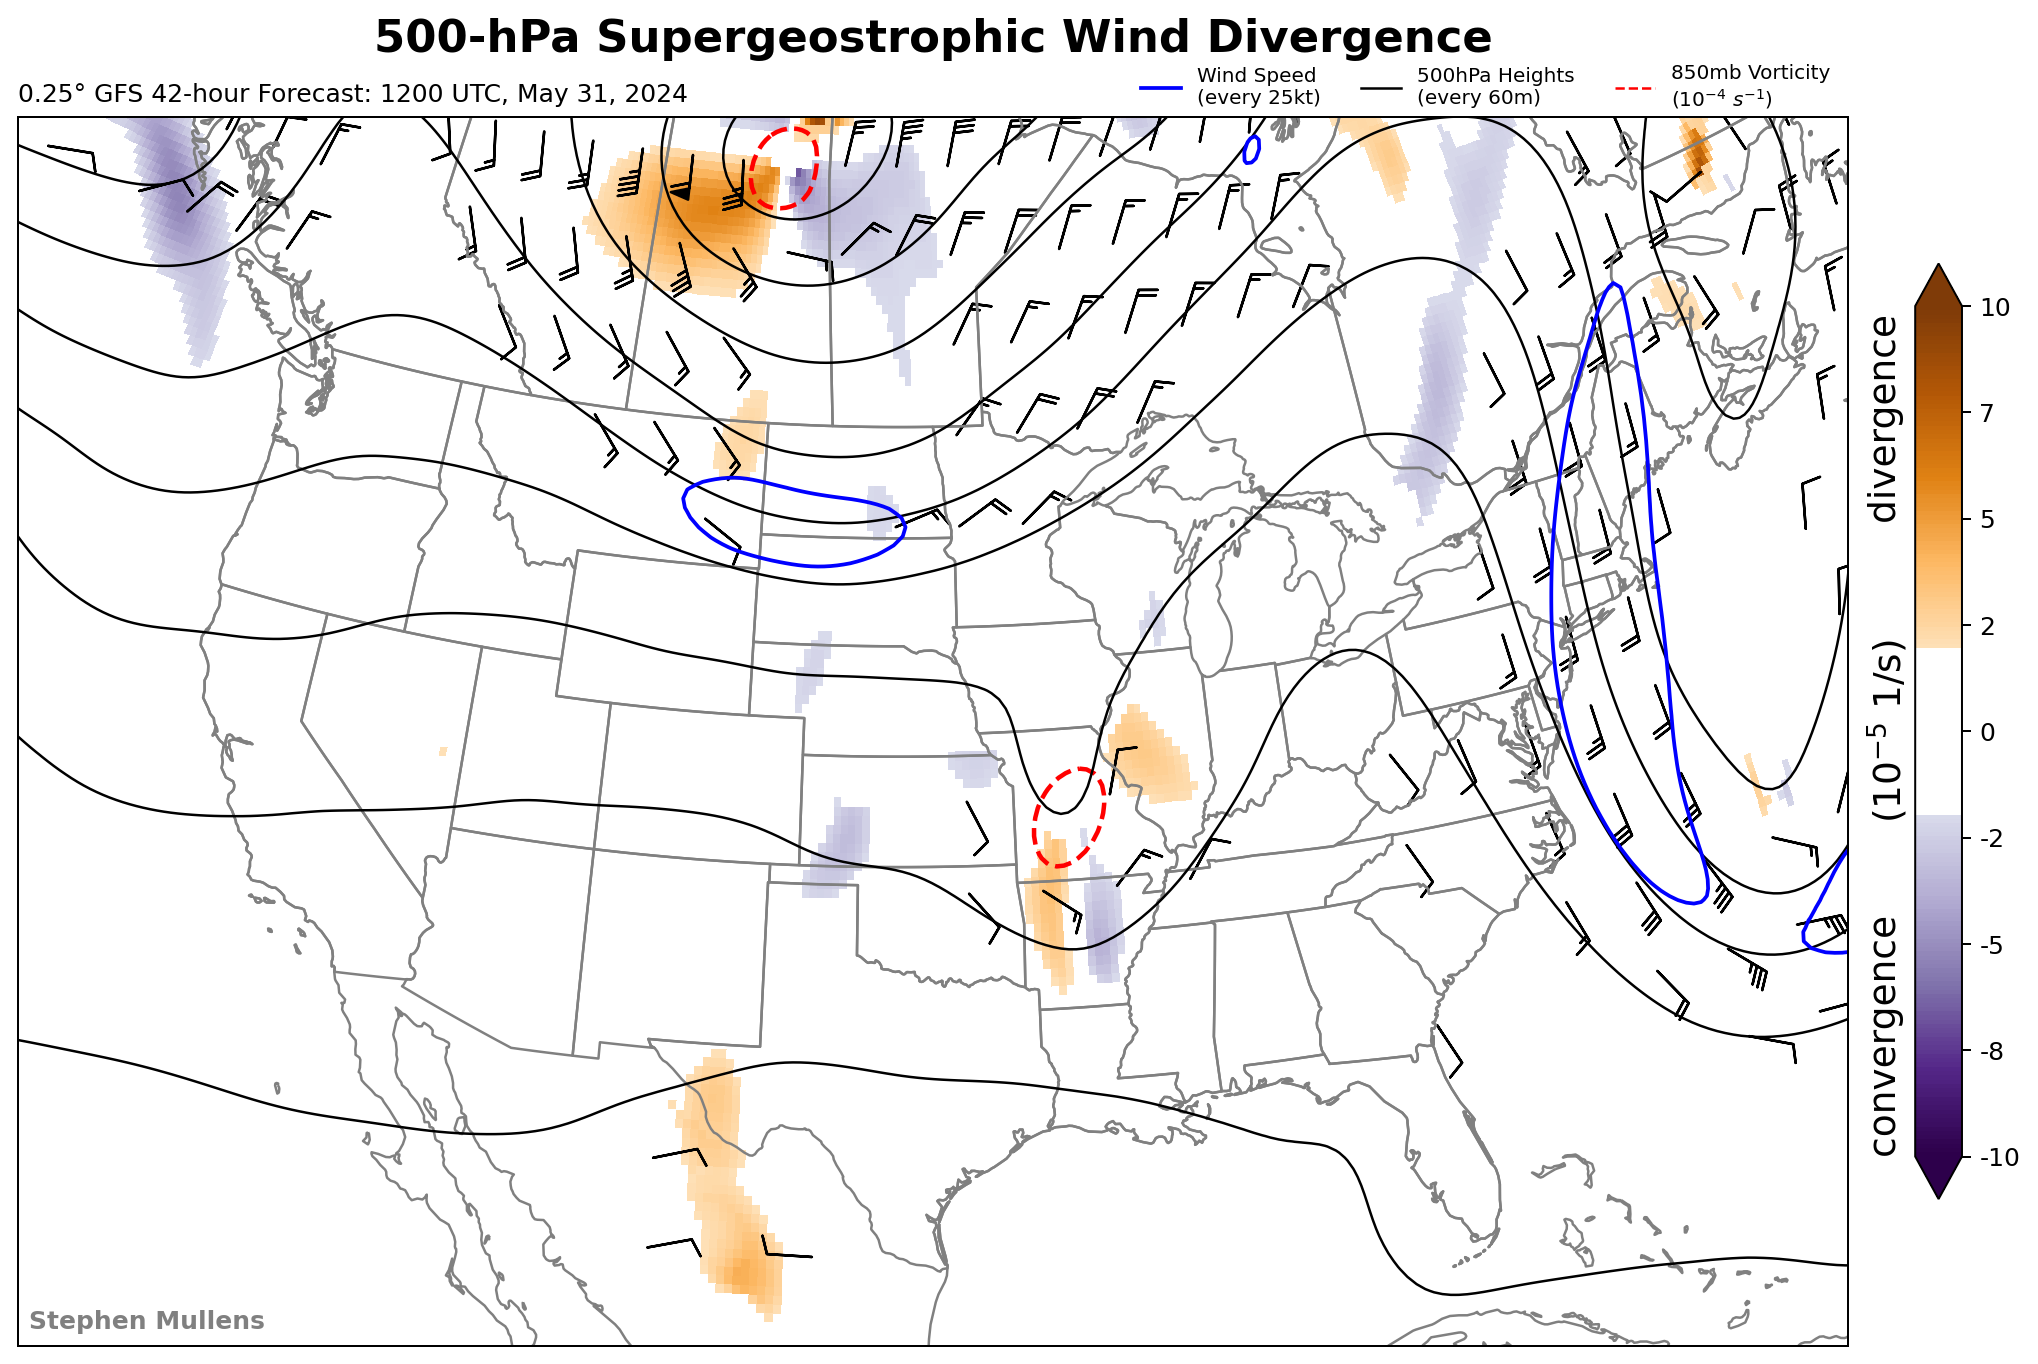 500-hPa Supergeostrophic Wind Divergence
0.25° GFS 42-hour Forecast: 1200 UTC, May 31, 2024
Wind Speed
(every 25kt)
500hPa Heights
(every 60m)
850mb Vorticity
(10⁻⁴ s⁻¹)
10
7
5
2
0
-2
-5
-8
-10
convergence (10⁻⁵ 1/s) divergence
Stephen Mullens